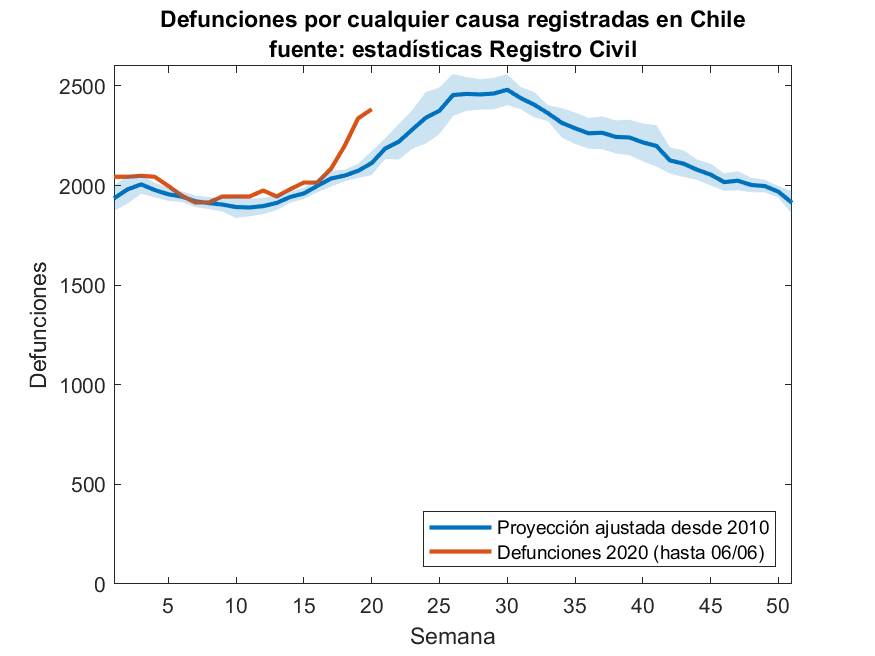 Defunciones por cualquier causa registradas en Chile
fuente: estadísticas Registro Civil
Defunciones
2500
2000
1500
1000
500
0
5
10
15
20
25
30
35
40
45
50
Semana
Proyección ajustada desde 2010
Defunciones 2020 (hasta 06/06)